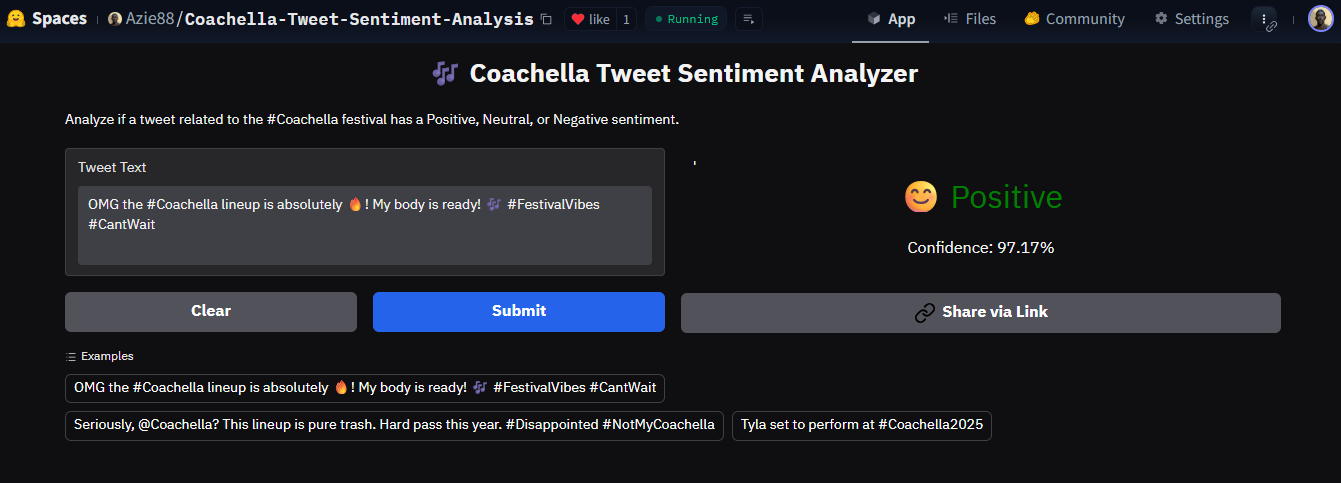 Spaces Azie88/Coachella-Tweet-Sentiment-Analysis like 1 Running App Files Community Settings
🎶 Coachella Tweet Sentiment Analyzer
Analyze if a tweet related to the #Coachella festival has a Positive, Neutral, or Negative sentiment.
Tweet Text
OMG the #Coachella lineup is absolutely 🔥! My body is ready! 🎶 #FestivalVibes
#CantWait
'
😊 Positive
Confidence: 97.17%
Clear Submit Share via Link
Examples
OMG the #Coachella lineup is absolutely 🔥! My body is ready! 🎶 #FestivalVibes #CantWait
Seriously, @Coachella? This lineup is pure trash. Hard pass this year. #Disappointed #NotMyCoachella Tyla set to perform at #Coachella2025